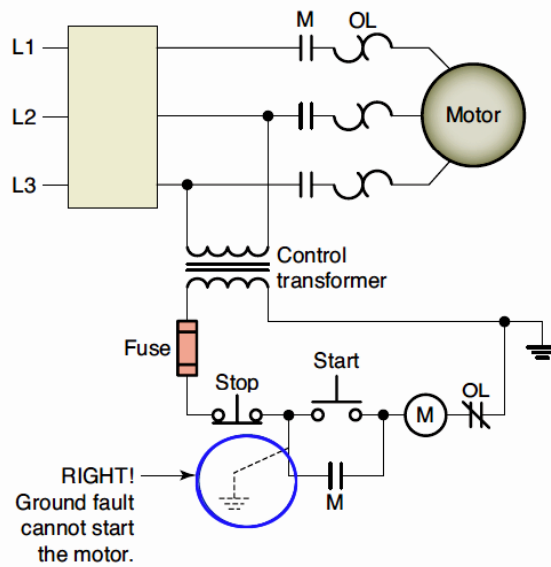 M OL
L1
L2
Motor
L3
Control
transformer
Fuse
Start
Stop
M
OL
M
RIGHT!
Ground fault
cannot start
the motor.